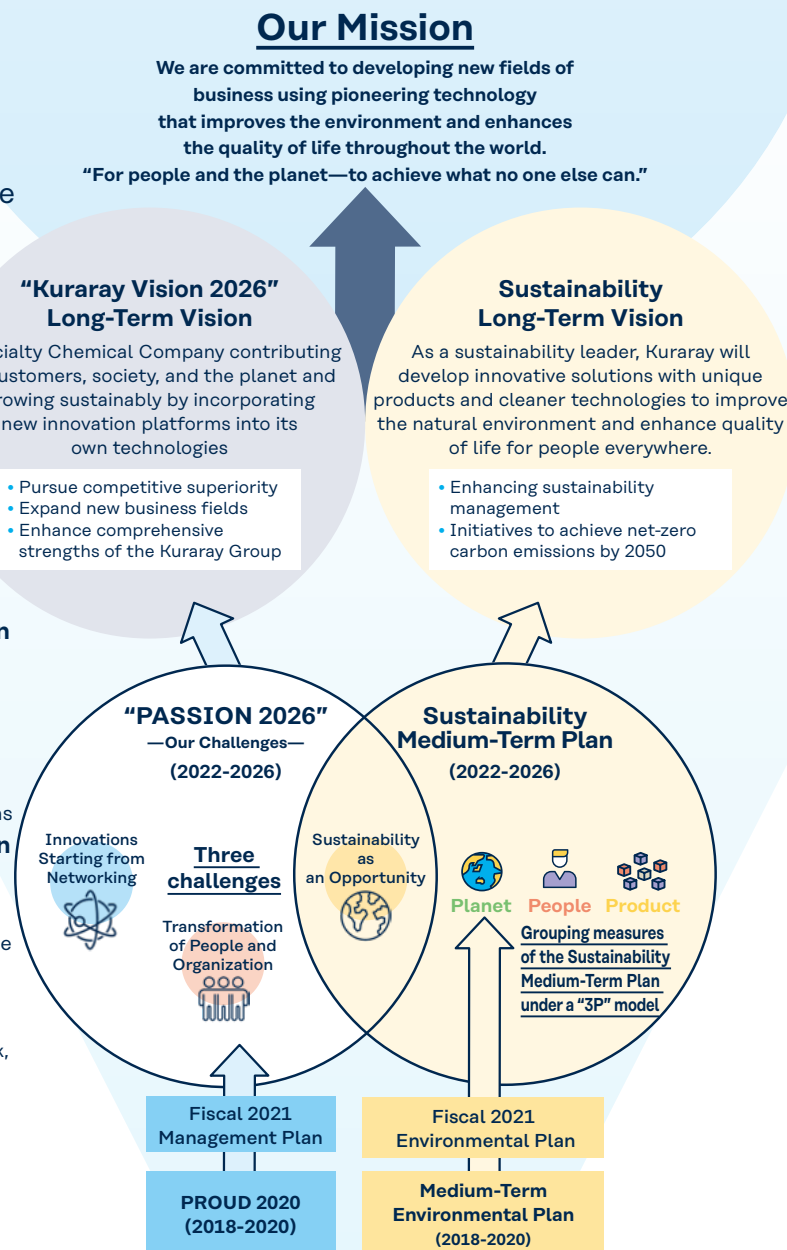 Our Mission
We are committed to developing new fields of
business using pioneering technology
that improves the environment and enhances
the quality of life throughout the world.
“For people and the planet—to achieve what no one else can.”
“Kuraray Vision 2026”
Long-Term Vision
Chemical Company contributing
society, and the planet and
sustainably by incorporating
new innovation platforms into its
own technologies
• Pursue competitive superiority
• Expand new business fields
• Enhance comprehensive
strengths of the Kuraray Group
Sustainability
Long-Term Vision
As a sustainability leader, Kuraray will
develop innovative solutions with unique
products and cleaner technologies to improve
the natural environment and enhance quality
of life for people everywhere.
• Enhancing sustainability
management
• Initiatives to achieve net-zero
carbon emissions by 2050
“PASSION 2026”
—Our Challenges—
(2022-2026)
Innovations
Starting from
Networking
Three
challenges
Transformation
of People and
Organization
Sustainability
as
an Opportunity
Sustainability
Medium-Term Plan
(2022-2026)
Planet People Product
Grouping measures
of the Sustainability
Medium-Term Plan
under a “3P” model
Fiscal 2021
Management Plan
PROUD 2020
(2018-2020)
Fiscal 2021
Environmental Plan
Medium-Term
Environmental Plan
(2018-2020)